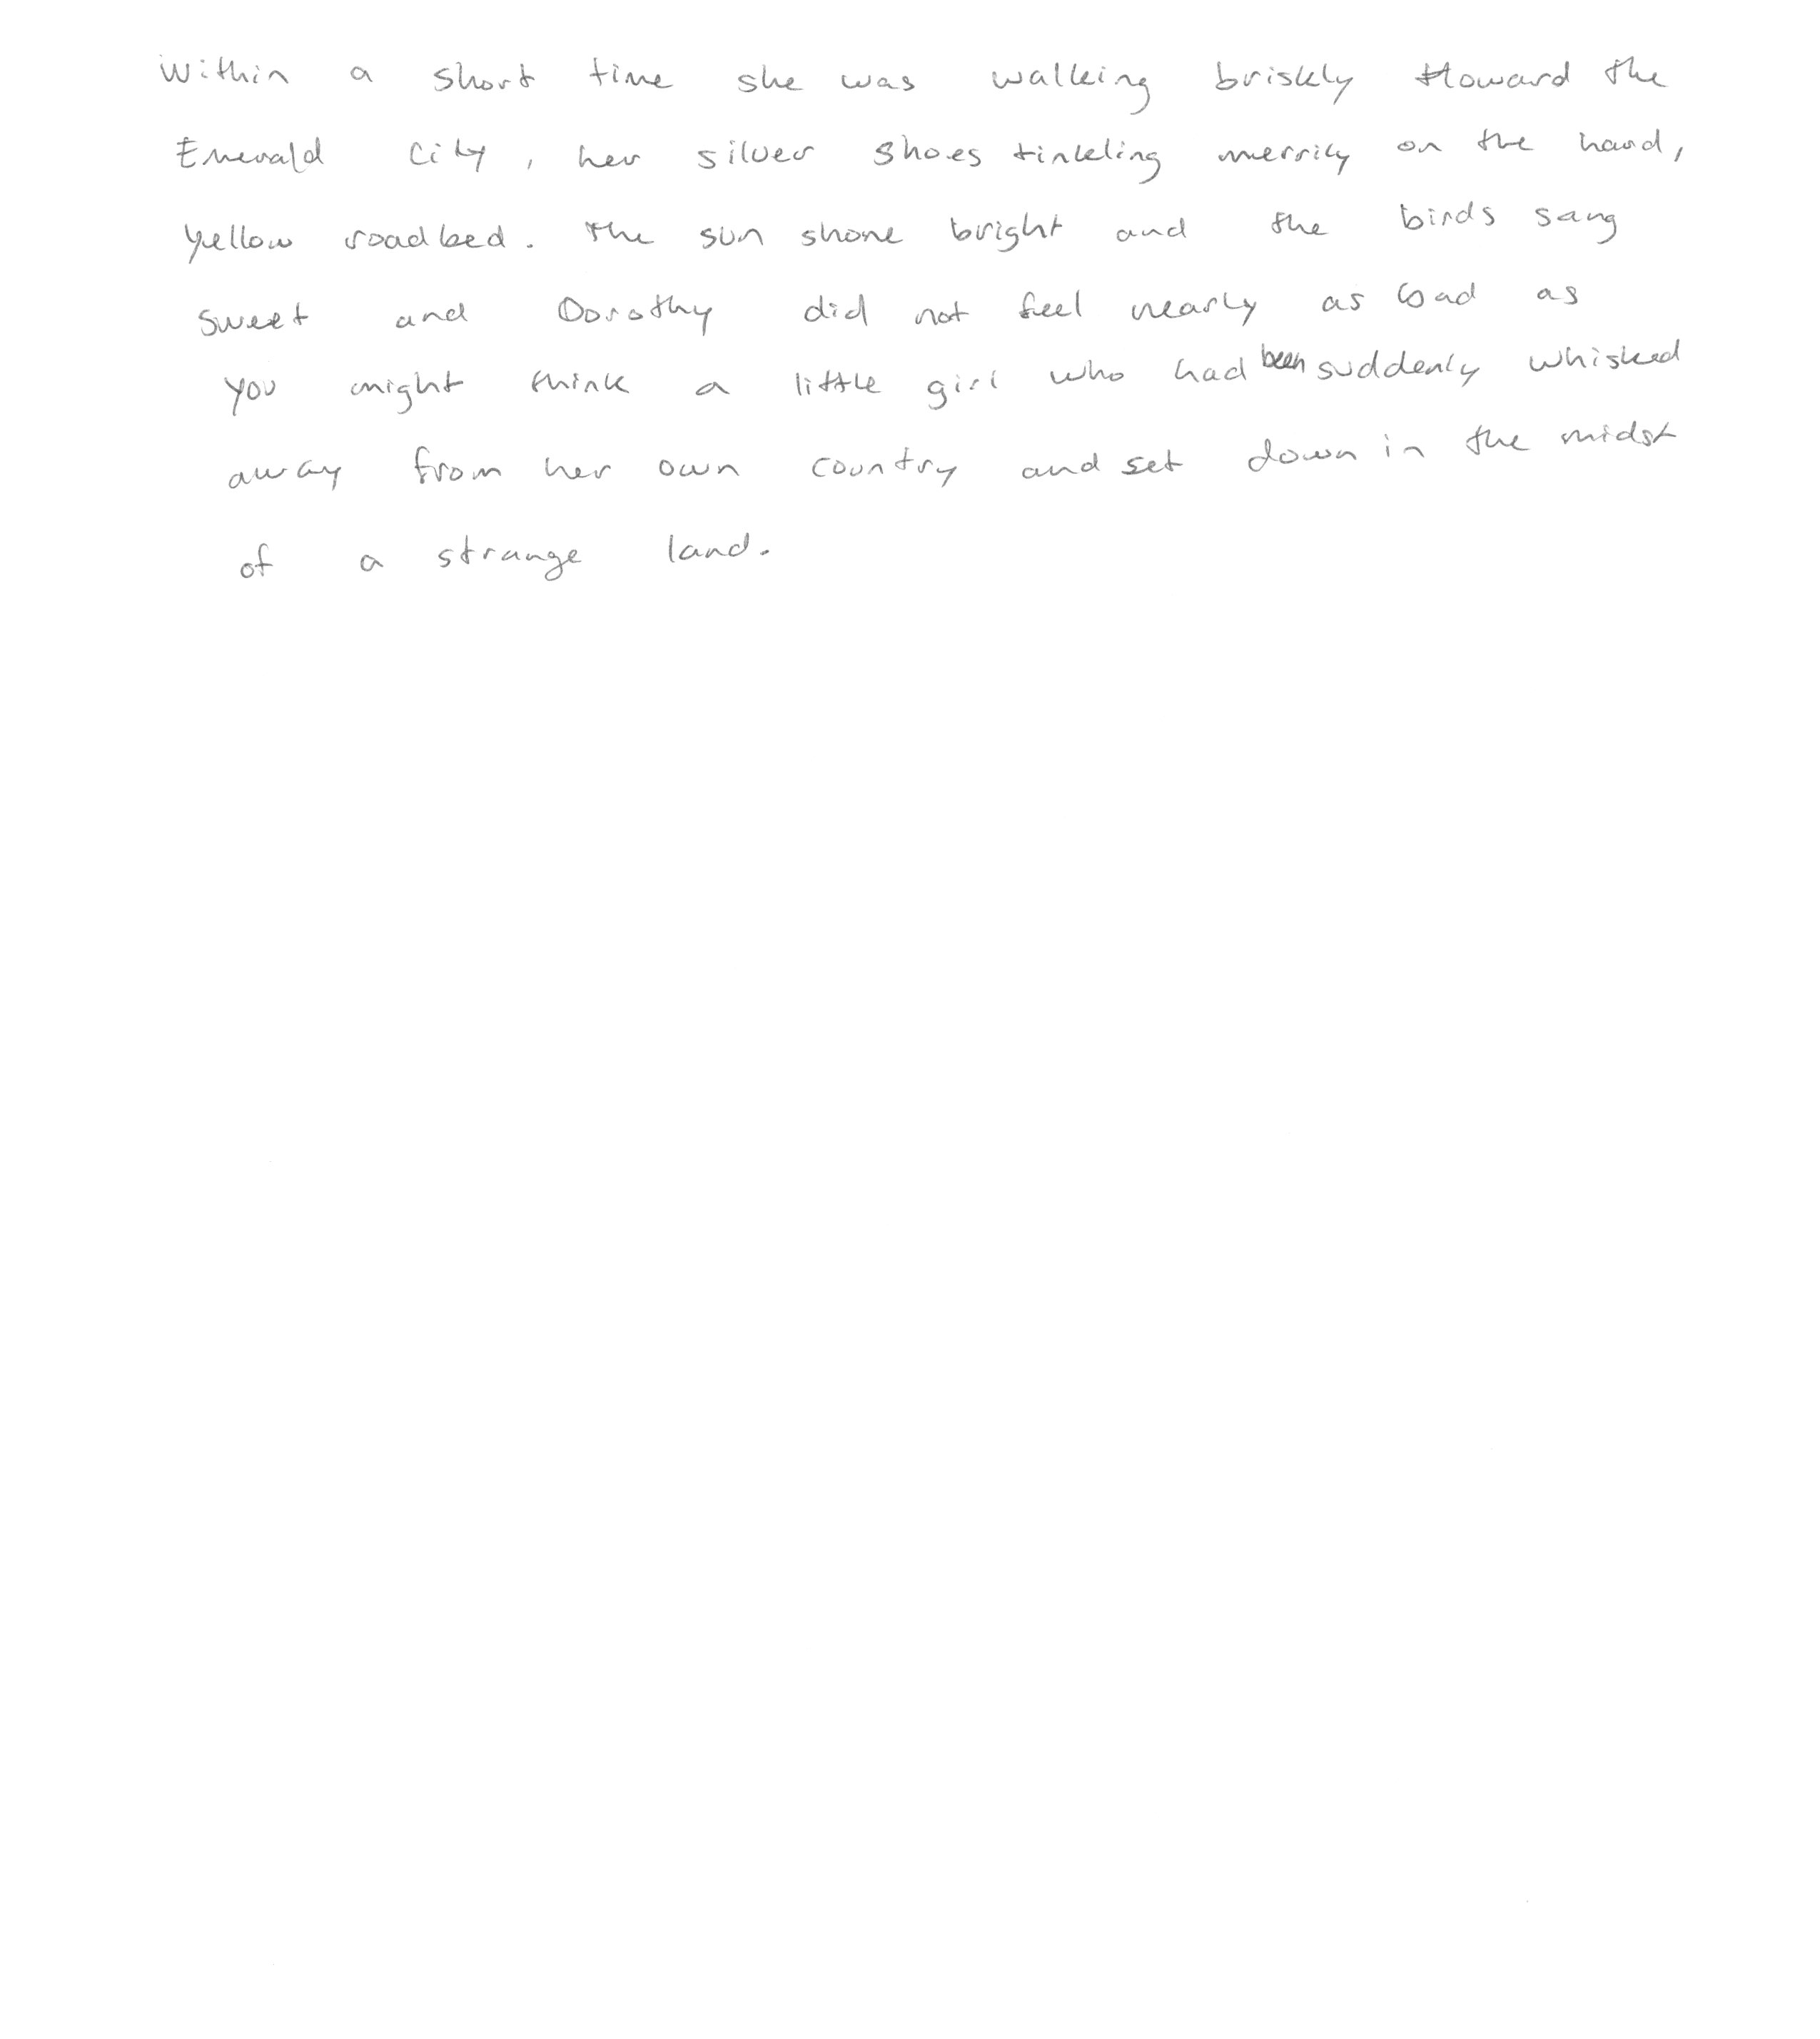 Within a short time she was walking briskly toward the
Emerald City, her silver shoes tinkling merrily on the hard,
yellow roadbed. The sun shone bright and the birds sang
sweet and Dorothy did not feel nearly as bad as
you might think a little girl who had been suddenly whisked
away from her own country and set down in the midst
of a strange land.